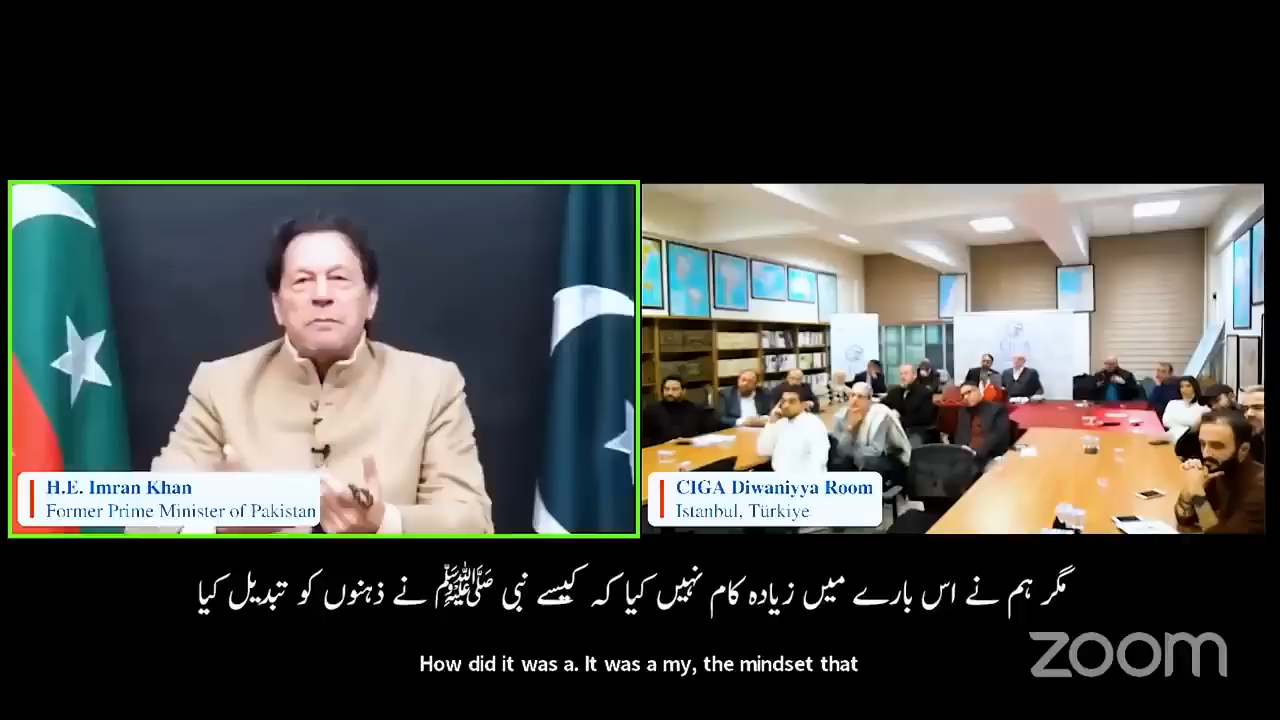 H.E. Imran Khan
Former Prime Minister of Pakistan
CIGA Diwaniyya Room
Istanbul, Türkiye
مگر ہم نے اس بارے میں زیادہ کام نہیں کیا کہ کیسے نبی ﷺ نے ذہنوں کو تبدیل کیا
How did it was a. It was a my, the mindset that
zoom